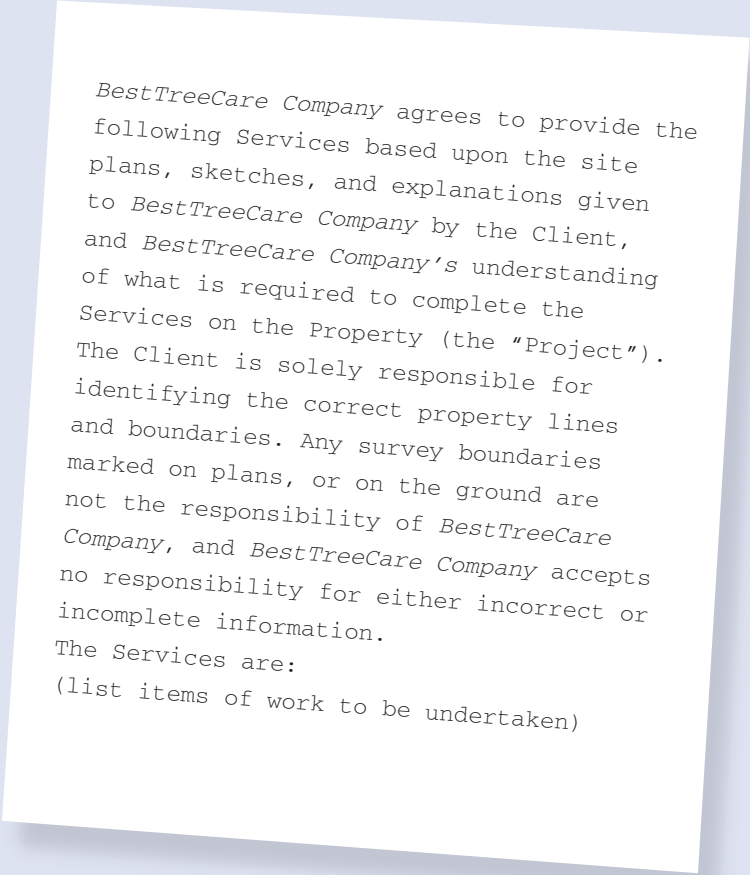 BestTreeCare Company agrees to provide the
following Services based upon the site
plans, sketches, and explanations given
to BestTreeCare Company by the Client,
and BestTreeCare Company’s understanding
of what is required to complete the
Services on the Property (the “Project”).
The Client is solely responsible for
identifying the correct property lines
and boundaries. Any survey boundaries
marked on plans, or on the ground are
not the responsibility of BestTreeCare
Company, and BestTreeCare Company accepts
no responsibility for either incorrect or
incomplete information.
The Services are:
(list items of work to be undertaken)